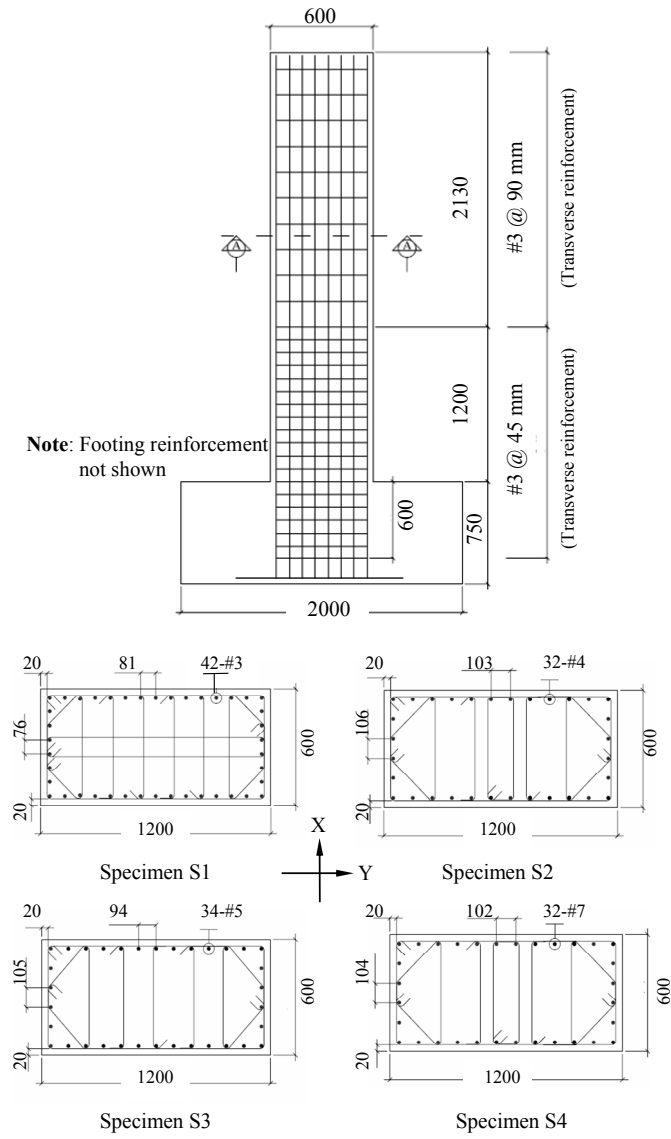 600
2130
#3 @ 90 mm
(Transverse reinforcement)
A
A
1200
#3 @ 45 mm
(Transverse reinforcement)
Note: Footing reinforcement
not shown
600
750
2000
20
81
42-#3
76
600
20
1200
Specimen S1
20
103
32-#4
106
600
20
1200
Specimen S2
X
Y
20
94
34-#5
105
600
20
1200
Specimen S3
20
102
32-#7
104
600
20
1200
Specimen S4